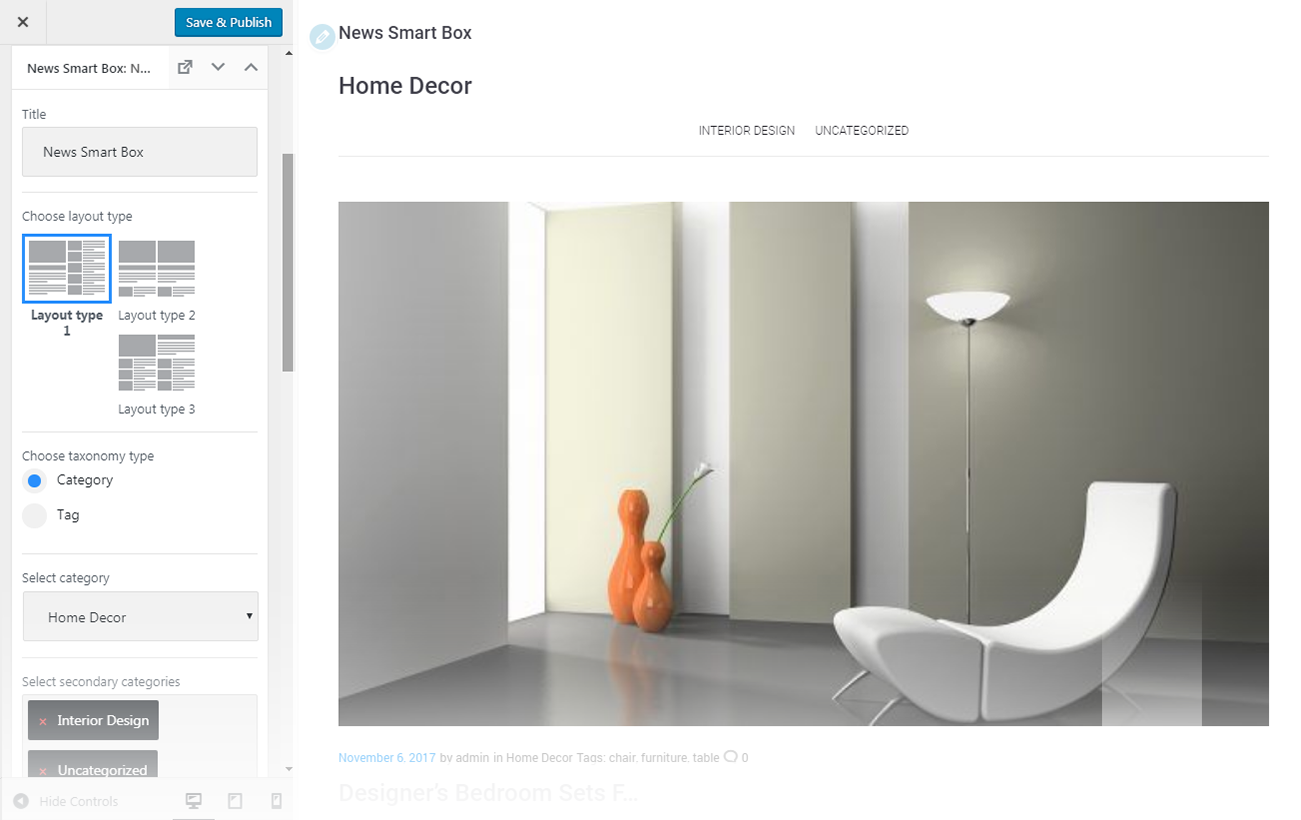 Save & Publish
News Smart Box: N...
Title
News Smart Box
Choose layout type
Layout type
1
Layout type 2
Layout type 3
Choose taxonomy type
Category
Tag
Select category
Home Decor
Select secondary categories
× Interior Design
× Uncategorized
Hide Controls
News Smart Box
Home Decor
INTERIOR DESIGN UNCATEGORIZED
November 6, 2017 by admin in Home Decor Tags: chair, furniture, table 0
Designer's Bedroom Sets F...